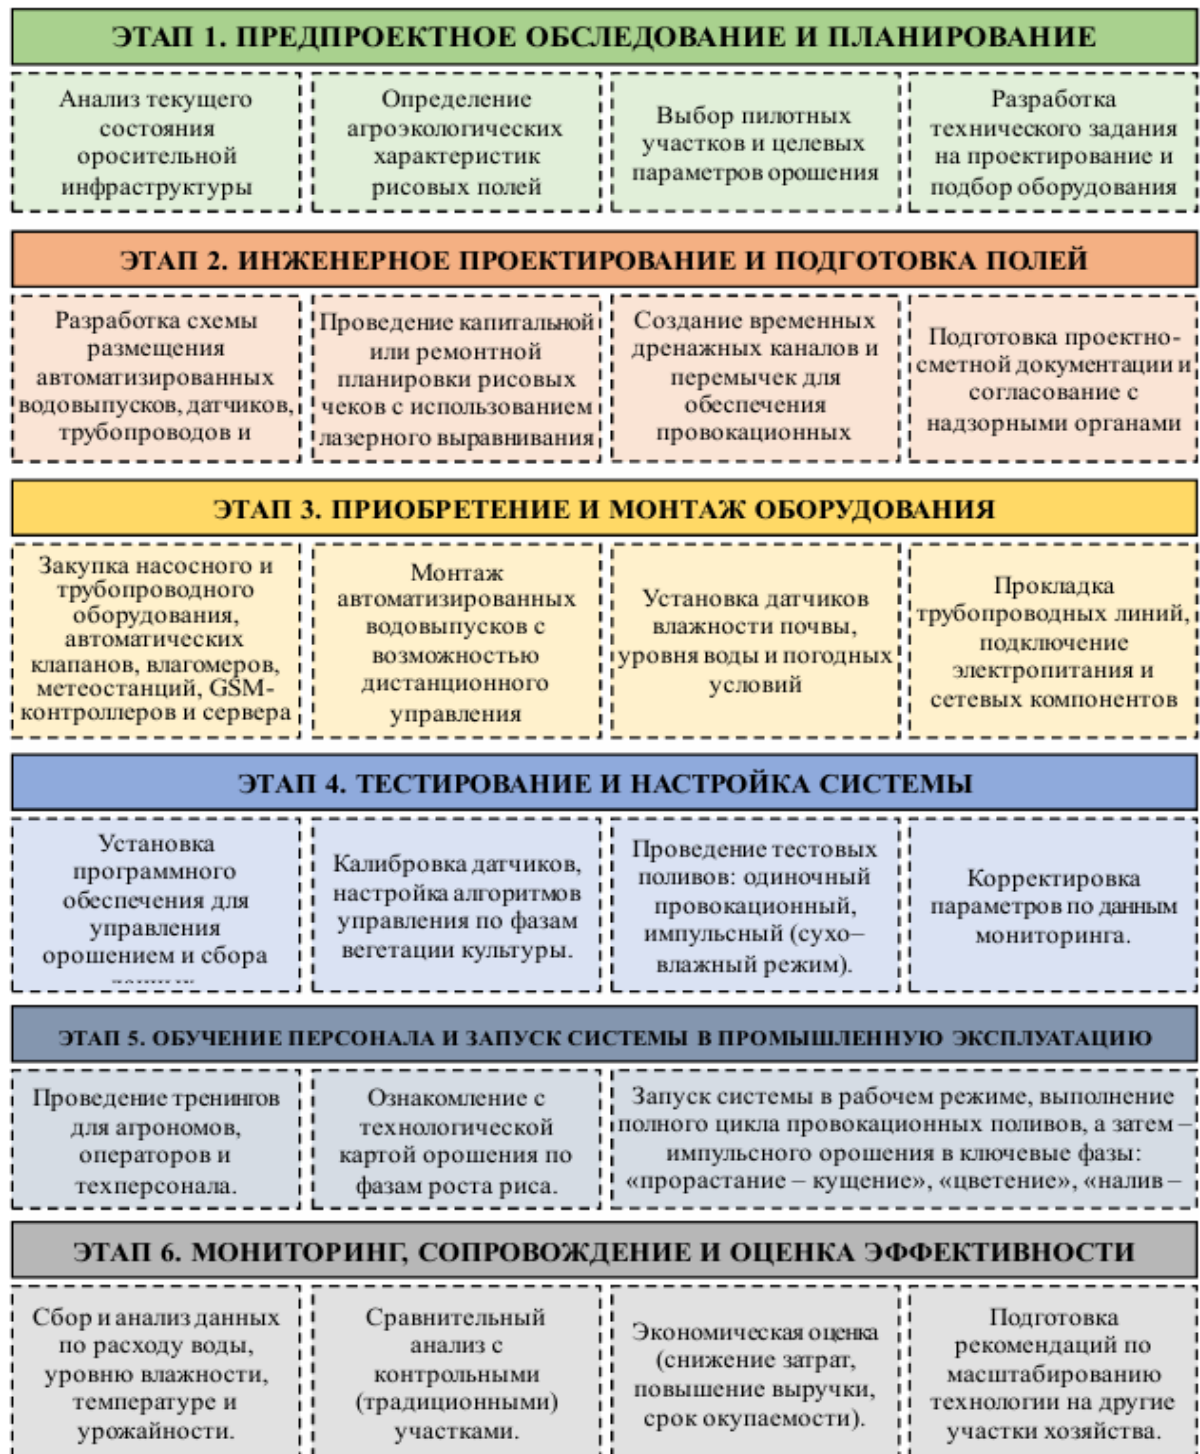 ЭТАП 1. ПРЕДПРОЕКТНОЕ ОБСЛЕДОВАНИЕ И ПЛАНИРОВАНИЕ
Анализ текущего
состояния
оросительной
инфраструктуры
Определение
агроэкологических
характеристик
рисовых полей
Выбор пилотных
участков и целевых
параметров орошения
Разработка
технического задания
на проектирование и
подбор оборудования
ЭТАП 2. ИНЖЕНЕРНОЕ ПРОЕКТИРОВАНИЕ И ПОДГОТОВКА ПОЛЕЙ
Разработка схемы
размещения
автоматизированных
водовыпусков, датчиков,
трубопроводов и
Проведение капитальной
или ремонтной
планировки рисовых
чеков с использованием
лазерного выравнивания
Создание временных
дренажных каналов и
перемычек для
обеспечения
провокационных
Подготовка проектно-
сметной документации и
согласование с
надзорными органами
ЭТАП 3. ПРИОБРЕТЕНИЕ И МОНТАЖ ОБОРУДОВАНИЯ
Закупка насосного и
трубопроводного
оборудования,
автоматических
клапанов, влагомеров,
метеостанций, GSM-
контроллеров и сервера
Монтаж
автоматизированных
водовыпусков с
возможностью
дистанционного
управления
Установка датчиков
влажности почвы,
уровня воды и погодных
условий
Прокладка
трубопроводных линий,
подключение
электропитания и
сетевых компонентов
ЭТАП 4. ТЕСТИРОВАНИЕ И НАСТРОЙКА СИСТЕМЫ
Установка
программного
обеспечения для
управления
орошением и сбора
Калибровка датчиков,
настройка алгоритмов
управления по фазам
вегетации культуры.
Проведение тестовых
поливов: одиночный
провокационный,
импульсный (сухо–
влажный режим).
Корректировка
параметров по данным
мониторинга.
ЭТАП 5. ОБУЧЕНИЕ ПЕРСОНАЛА И ЗАПУСК СИСТЕМЫ В ПРОМЫШЛЕННУЮ ЭКСПЛУАТАЦИЮ
Проведение тренингов
для агрономов,
операторов и
техперсонала.
Ознакомление с
технологической
картой орошения по
фазам роста риса.
Запуск системы в рабочем режиме, выполнение
полного цикла провокационных поливов, а затем –
импульсного орошения в ключевые фазы:
«прорастание – кущение», «цветение», «налив –
ЭТАП 6. МОНИТОРИНГ, СОПРОВОЖДЕНИЕ И ОЦЕНКА ЭФФЕКТИВНОСТИ
Сбор и анализ данных
по расходу воды,
уровню влажности,
температуре и
урожайности.
Сравнительный
анализ с
контрольными
(традиционными)
участками.
Экономическая оценка
(снижение затрат,
повышение выручки,
срок окупаемости).
Подготовка
рекомендаций по
масштабированию
технологии на другие
участки хозяйства.